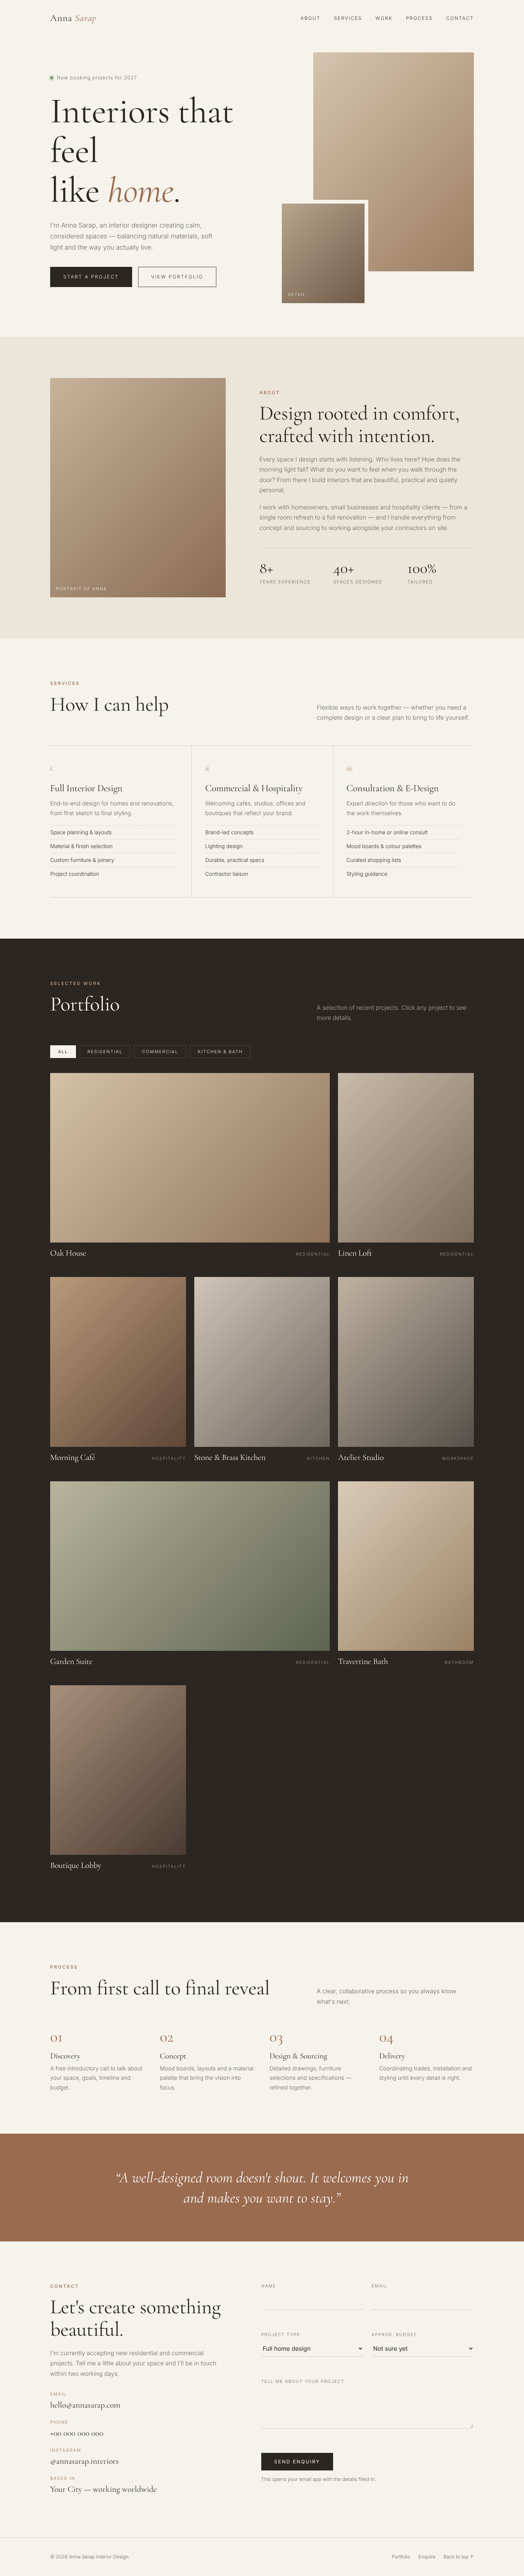 Anna Sarap
ABOUT SERVICES WORK PROCESS CONTACT
Now booking projects for 2027
Interiors that
feel
like home.
I'm Anna Sarap, an interior designer creating calm,
considered spaces — balancing natural materials, soft
light and the way you actually live.
START A PROJECT
VIEW PORTFOLIO
DETAIL
PORTRAIT OF ANNA
ABOUT
Design rooted in comfort,
crafted with intention.
Every space I design starts with listening. Who lives here? How does the
morning light fall? What do you want to feel when you walk through the
door? From there I build interiors that are beautiful, practical and quietly
personal.
I work with homeowners, small businesses and hospitality clients — from a
single room refresh to a full renovation — and I handle everything from
concept and sourcing to working alongside your contractors on site.
8+
YEARS EXPERIENCE
40+
SPACES DESIGNED
100%
TAILORED
SERVICES
How I can help
Flexible ways to work together — whether you need a
complete design or a clear plan to bring to life yourself.
i.
Full Interior Design
End-to-end design for homes and renovations,
from first sketch to final styling.
Space planning & layouts
Material & finish selection
Custom furniture & joinery
Project coordination
ii.
Commercial & Hospitality
Welcoming cafés, studios, offices and
boutiques that reflect your brand.
Brand-led concepts
Lighting design
Durable, practical specs
Contractor liaison
iii.
Consultation & E-Design
Expert direction for those who want to do
the work themselves.
2-hour in-home or online consult
Mood boards & colour palettes
Curated shopping lists
Styling guidance
SELECTED WORK
Portfolio
A selection of recent projects. Click any project to see
more details.
ALL
RESIDENTIAL
COMMERCIAL
KITCHEN & BATH
Oak House
RESIDENTIAL
Linen Loft
RESIDENTIAL
Morning Café
HOSPITALITY
Stone & Brass Kitchen
KITCHEN
Atelier Studio
WORKSPACE
Garden Suite
RESIDENTIAL
Travertine Bath
BATHROOM
Boutique Lobby
HOSPITALITY
PROCESS
From first call to final reveal
A clear, collaborative process so you always know
what's next.
01
Discovery
A free introductory call to talk about
your space, goals, timeline and
budget.
02
Concept
Mood boards, layouts and a material
palette that bring the vision into
focus.
03
Design & Sourcing
Detailed drawings, furniture
selections and specifications —
refined together.
04
Delivery
Coordinating trades, installation and
styling until every detail is right.
“A well-designed room doesn't shout. It welcomes you in
and makes you want to stay.”
CONTACT
Let's create something
beautiful.
I'm currently accepting new residential and commercial
projects. Tell me a little about your space and I'll be in touch
within two working days.
EMAIL
hello@annasarap.com
PHONE
+00 000 000 000
INSTAGRAM
@annasarap.interiors
BASED IN
Your City — working worldwide
NAME
EMAIL
PROJECT TYPE
Full home design
APPROX. BUDGET
Not sure yet
TELL ME ABOUT YOUR PROJECT
SEND ENQUIRY
This opens your email app with the details filled in.
© 2026 Anna Sarap Interior Design
Portfolio Enquire Back to top ↑